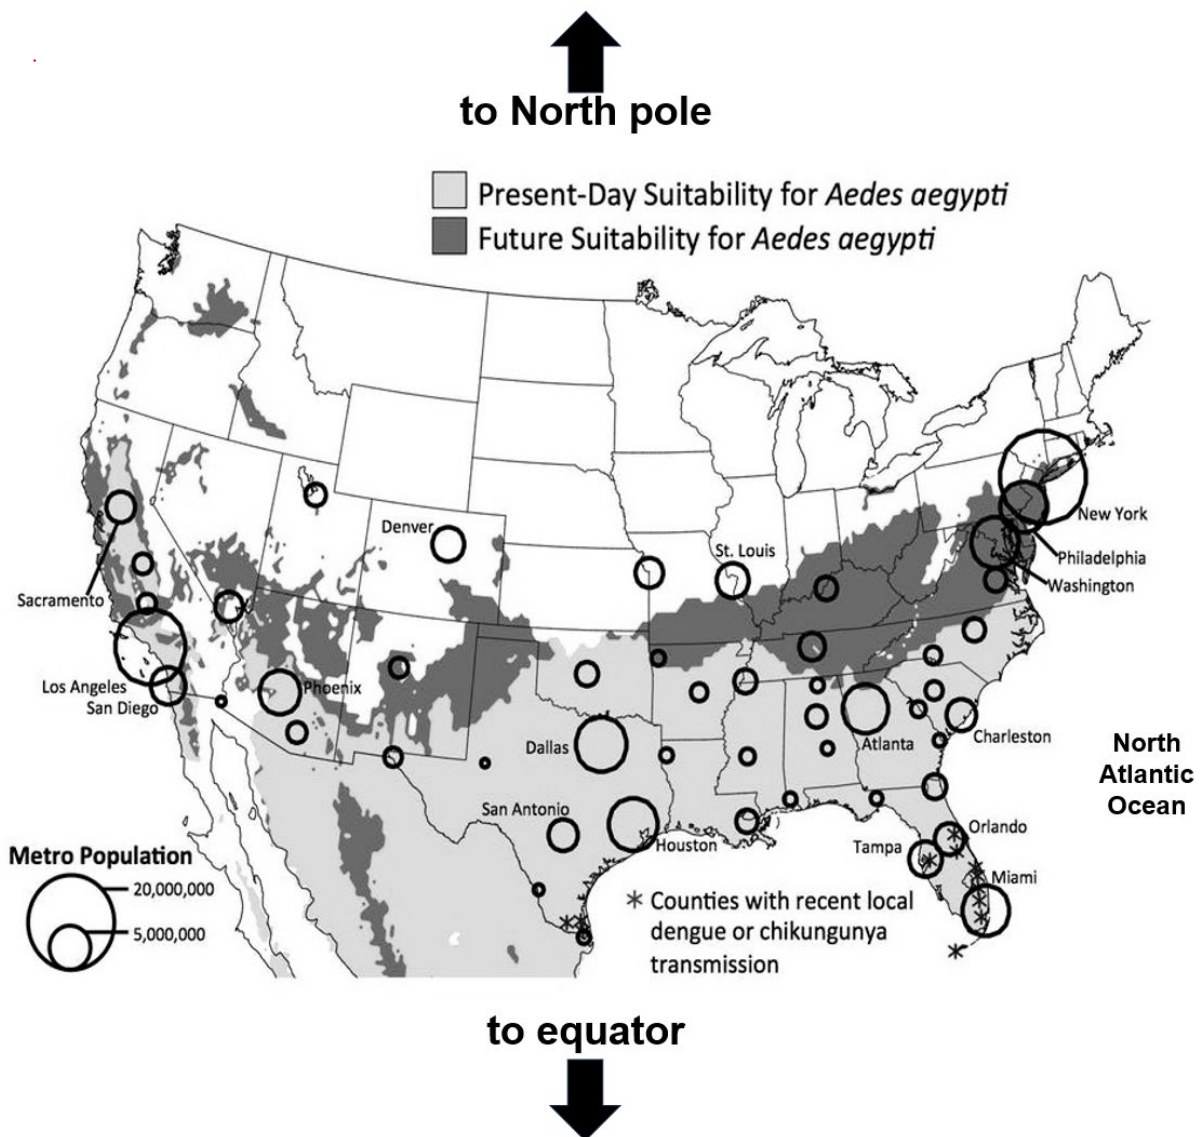 to North pole
Present-Day Suitability for Aedes aegypti
Future Suitability for Aedes aegypti
Denver
St. Louis
New York
Philadelphia
Washington
Sacramento
Los Angeles
San Diego
Phoenix
Dallas
Atlanta
Charleston
North
Atlantic
Ocean
San Antonio
Houston
Orlando
Tampa
Miami
Metro Population
20,000,000
5,000,000
* Counties with recent local
dengue or chikungunya
transmission
to equator